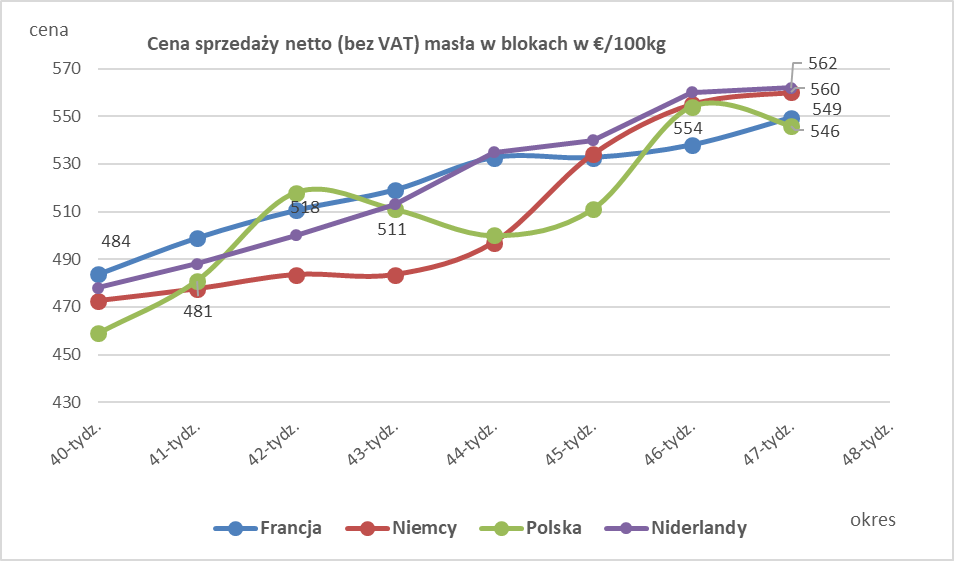 cena
Cena sprzedaży netto (bez VAT) masła w blokach w €/100kg
570
550
530
510
490
470
450
430
484
481
518
511
554
562
560
549
546
40-tydz.
41-tydz.
42-tydz.
43-tydz.
44-tydz.
45-tydz.
46-tydz.
47-tydz.
48-tydz.
okres
Francja
Niemcy
Polska
Niderlandy